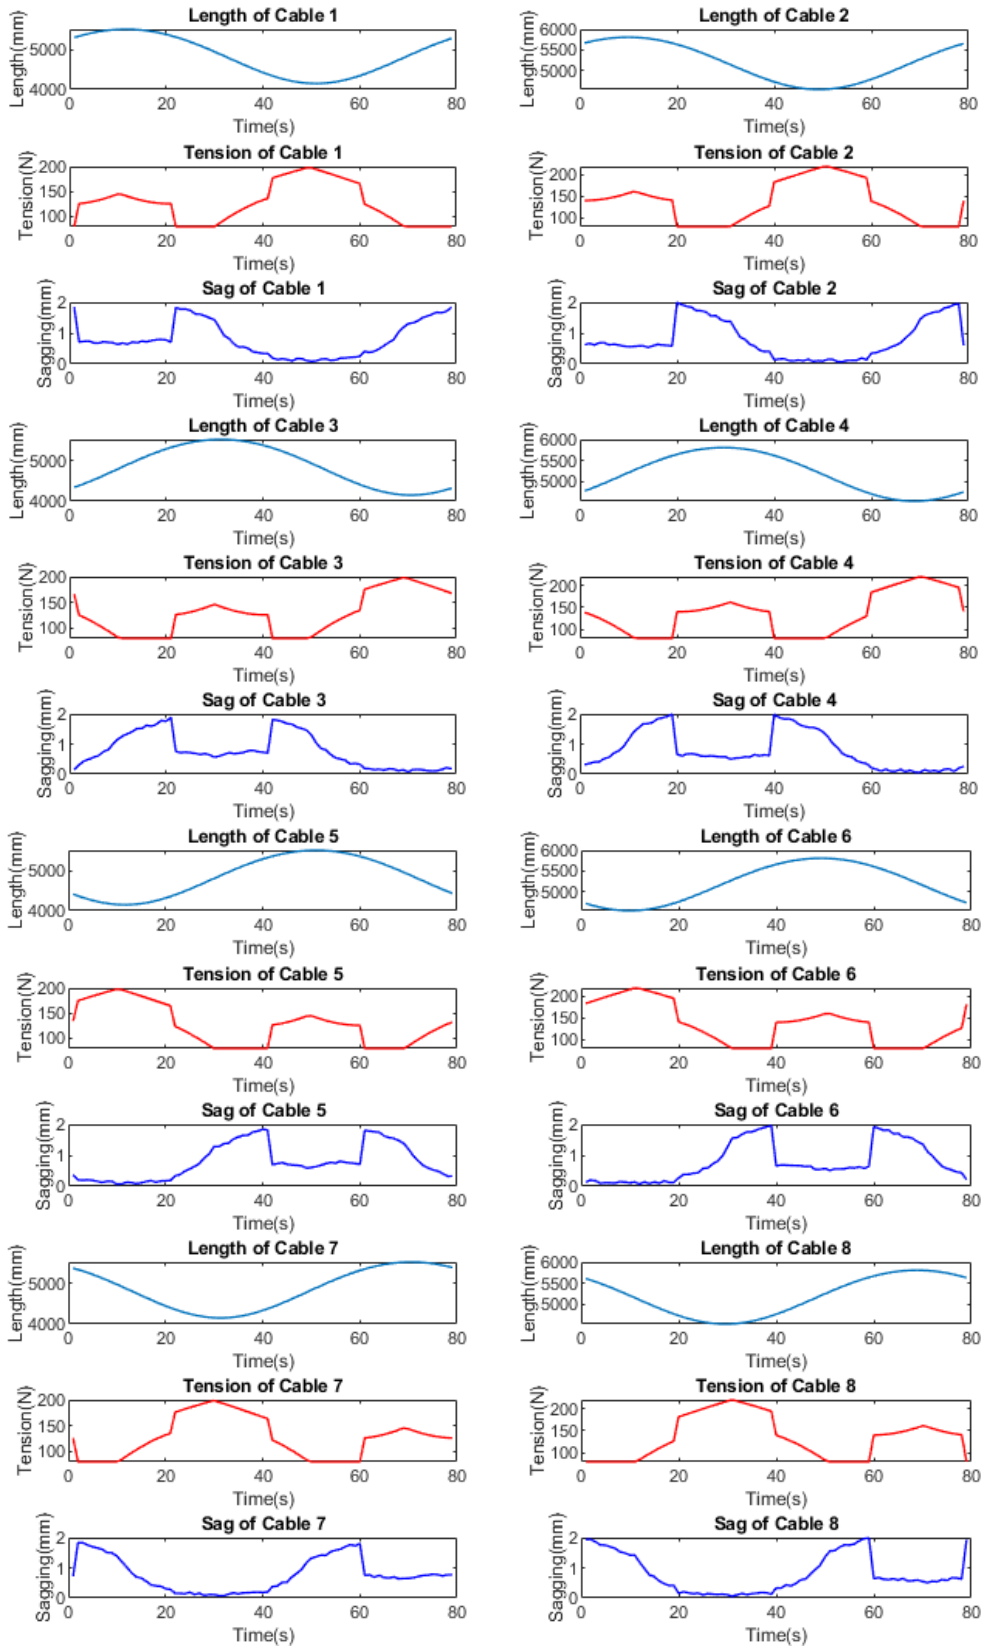 Length of Cable 1
Length(mm)
5000
4000
0 20 40 60 80
Time(s)
Length of Cable 2
Length(mm)
6000
5500
5000
0 20 40 60 80
Time(s)
Tension of Cable 1
Tension(N)
200
150
100
0 20 40 60 80
Time(s)
Tension of Cable 2
Tension(N)
200
150
100
0 20 40 60 80
Time(s)
Sag of Cable 1
Sagging(mm)
2
1
0
0 20 40 60 80
Time(s)
Sag of Cable 2
Sagging(mm)
2
1
0
0 20 40 60 80
Time(s)
Length of Cable 3
Length(mm)
5000
4000
0 20 40 60 80
Time(s)
Length of Cable 4
Length(mm)
6000
5500
5000
0 20 40 60 80
Time(s)
Tension of Cable 3
Tension(N)
200
150
100
0 20 40 60 80
Time(s)
Tension of Cable 4
Tension(N)
200
150
100
0 20 40 60 80
Time(s)
Sag of Cable 3
Sagging(mm)
2
1
0
0 20 40 60 80
Time(s)
Sag of Cable 4
Sagging(mm)
2
1
0
0 20 40 60 80
Time(s)
Length of Cable 5
Length(mm)
5000
4000
0 20 40 60 80
Time(s)
Length of Cable 6
Length(mm)
6000
5500
5000
0 20 40 60 80
Time(s)
Tension of Cable 5
Tension(N)
200
150
100
0 20 40 60 80
Time(s)
Tension of Cable 6
Tension(N)
200
150
100
0 20 40 60 80
Time(s)
Sag of Cable 5
Sagging(mm)
2
1
0
0 20 40 60 80
Time(s)
Sag of Cable 6
Sagging(mm)
2
1
0
0 20 40 60 80
Time(s)
Length of Cable 7
Length(mm)
5000
4000
0 20 40 60 80
Time(s)
Length of Cable 8
Length(mm)
6000
5500
5000
0 20 40 60 80
Time(s)
Tension of Cable 7
Tension(N)
200
150
100
0 20 40 60 80
Time(s)
Tension of Cable 8
Tension(N)
200
150
100
0 20 40 60 80
Time(s)
Sag of Cable 7
Sagging(mm)
2
1
0
0 20 40 60 80
Time(s)
Sag of Cable 8
Sagging(mm)
2
1
0
0 20 40 60 80
Time(s)